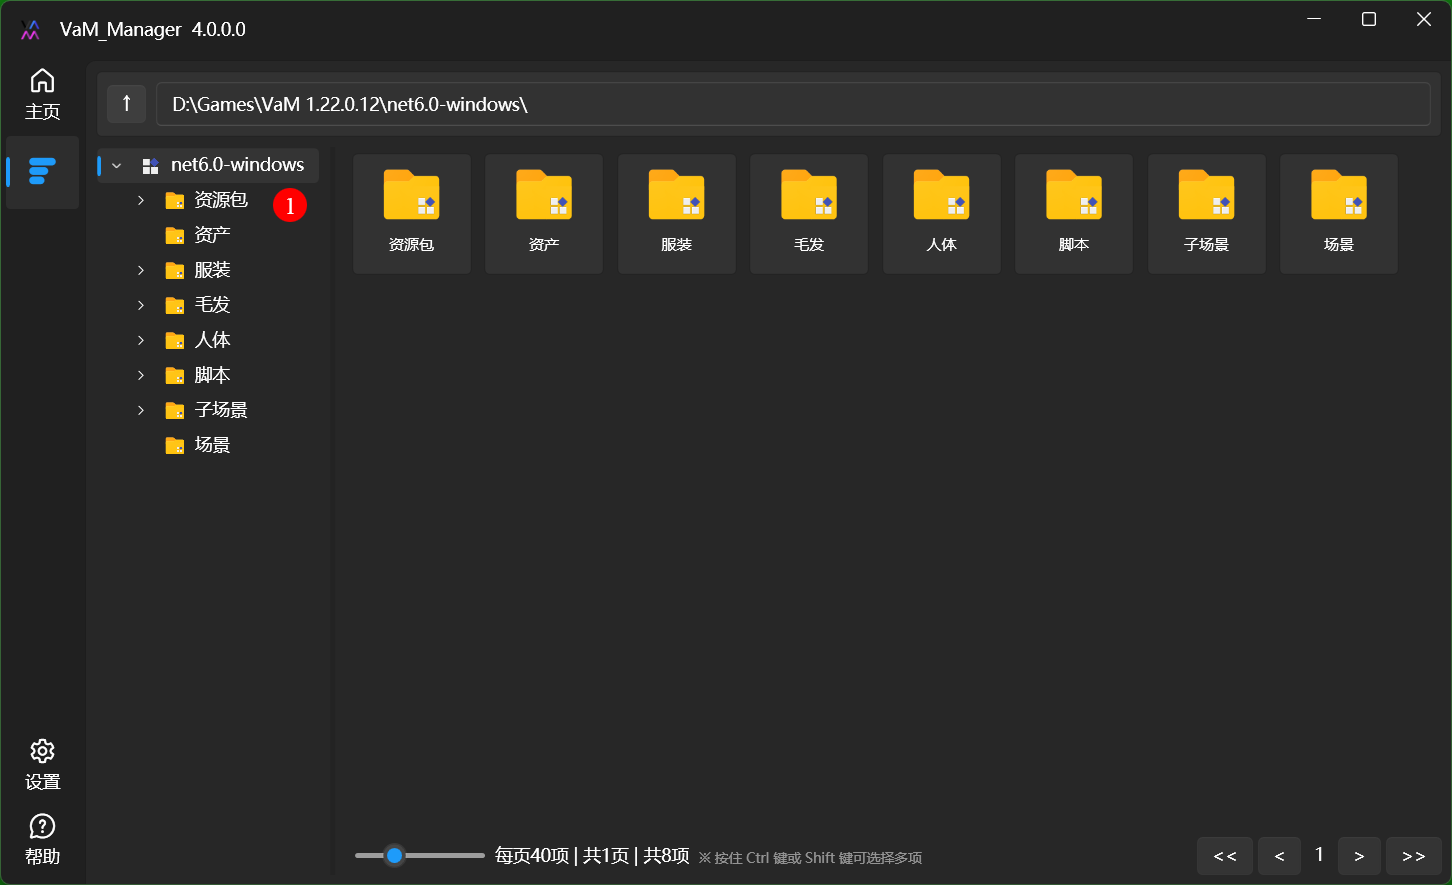 VaM_Manager 4.0.0.0
主页
↑ D:\Games\VaM 1.22.0.12\net6.0-windows\
net6.0-windows
资源包 1
资产
服装
毛发
人体
脚本
子场景
场景
资源包 资产 服装 毛发 人体 脚本 子场景 场景
设置
帮助
每页40项 | 共1页 | 共8项 ※ 按住 Ctrl 键或 Shift 键可选择多项
<< < 1 > >>